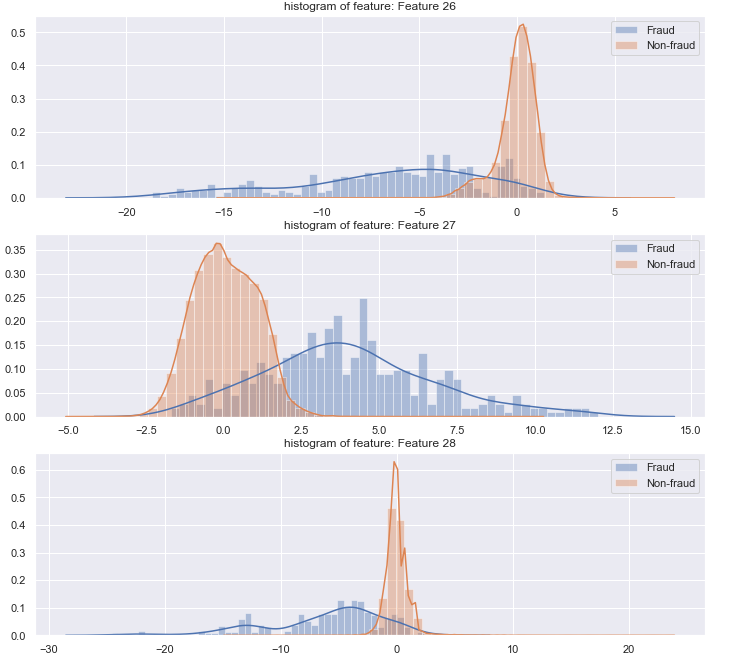 histogram of feature: Feature 26
0.5
0.4
0.3
0.2
0.1
0.0
Fraud
Non-fraud
−20 −15 −10 −5 0 5
histogram of feature: Feature 27
0.35
0.30
0.25
0.20
0.15
0.10
0.05
0.00
Fraud
Non-fraud
−5.0 −2.5 0.0 2.5 5.0 7.5 10.0 12.5 15.0
histogram of feature: Feature 28
0.6
0.5
0.4
0.3
0.2
0.1
0.0
Fraud
Non-fraud
−30 −20 −10 0 10 20